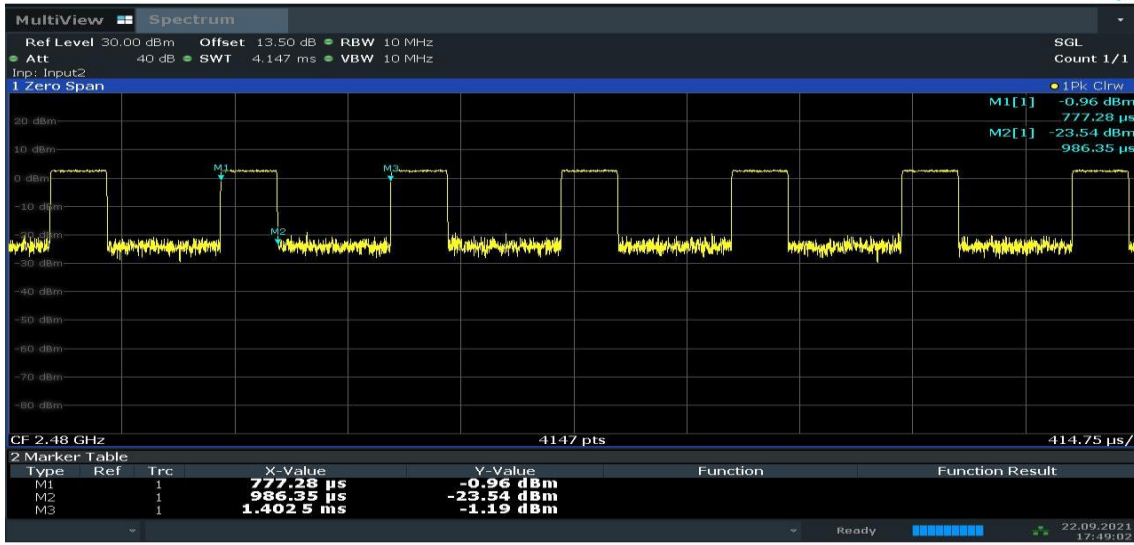 MultiView Spectrum
Ref Level 30.00 dBm Offset 13.50 dB RBW 10 MHz SGL
Att 40 dB SWT 4.147 ms VBW 10 MHz Count 1/1
Inp: Input2
1 Zero Span 1Pk Clrw
M1[1] -0.96 dBm
777.28 µs
20 dBm
M2[1] -23.54 dBm
986.35 µs
10 dBm
M1
M3
0 dBm
-10 dBm
M2
-20 dBm
-30 dBm
-40 dBm
-50 dBm
-60 dBm
-70 dBm
-80 dBm
CF 2.48 GHz 4147 pts 414.75 µs/
2 Marker Table
Type Ref Trc X-Value Y-Value Function Function Result
M1 1 777.28 µs -0.96 dBm
M2 1 986.35 µs -23.54 dBm
M3 1 1.402 5 ms -1.19 dBm
Ready 22.09.2021
17:49:02